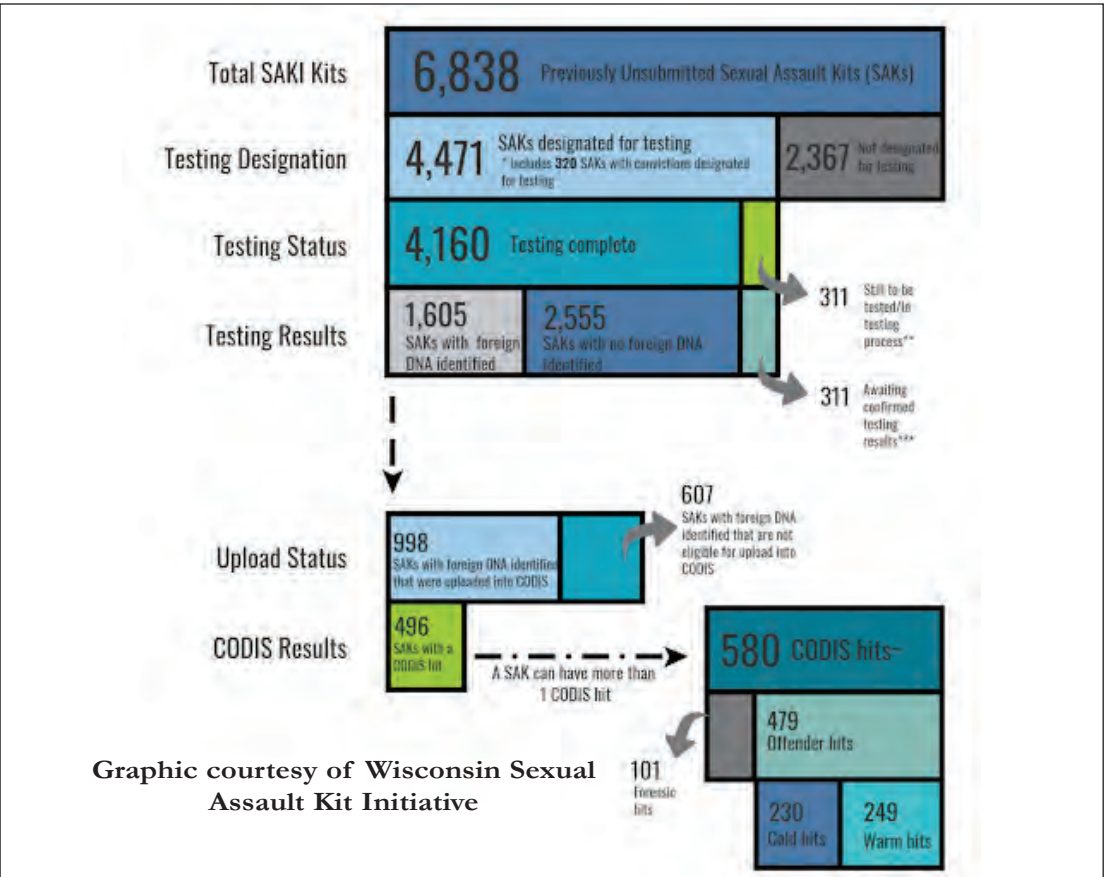 Total SAKI Kits
6,838 Previously Unsubmitted Sexual Assault Kits (SAKs)
Testing Designation
4,471 SAKs designated for testing
* includes 320 SAKs with convictions designated
for testing
2,367 Not designated
for testing
Testing Status
4,160 Testing complete
311 Still to be
tested/in
testing
process**
Testing Results
1,605
SAKs with foreign
DNA identified
2,555
SAKs with no foreign DNA
identified
311 Awaiting
confirmed
testing
results***
Upload Status
998
SAKs with foreign DNA identified
that were uploaded into CODIS
607
SAKs with foreign DNA
identified that are not
eligible for upload into
CODIS
CODIS Results
496
SAKs with a
CODIS hit
A SAK can have more than
1 CODIS hit
580 CODIS hits~
479
Offender hits
101
Forensic
hits
230
Cold hits
249
Warm hits
Graphic courtesy of Wisconsin Sexual
Assault Kit Initiative